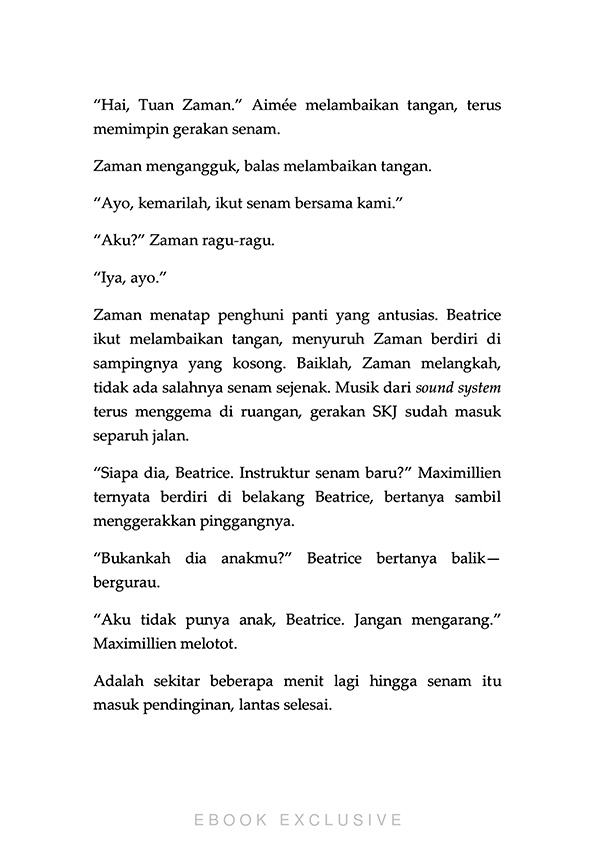 “Hai, Tuan Zaman.” Aimée melambaikan tangan, terus
memimpin gerakan senam.
Zaman mengangguk, balas melambaikan tangan.
“Ayo, kemarilah, ikut senam bersama kami.”
“Aku?” Zaman ragu-ragu.
“Iya, ayo.”
Zaman menatap penghuni panti yang antusias. Beatrice
ikut melambaikan tangan, menyuruh Zaman berdiri di
sampingnya yang kosong. Baiklah, Zaman melangkah,
tidak ada salahnya senam sejenak. Musik dari sound system
terus menggema di ruangan, gerakan SKJ sudah masuk
separuh jalan.
“Siapa dia, Beatrice. Instruktur senam baru?” Maximillien
ternyata berdiri di belakang Beatrice, bertanya sambil
menggerakkan pinggangnya.
“Bukankah dia anakmu?” Beatrice bertanya balik—
bergurau.
“Aku tidak punya anak, Beatrice. Jangan mengarang.”
Maximillien melotot.
Adalah sekitar beberapa menit lagi hingga senam itu
masuk pendinginan, lantas selesai.
EBOOK EXCLUSIVE